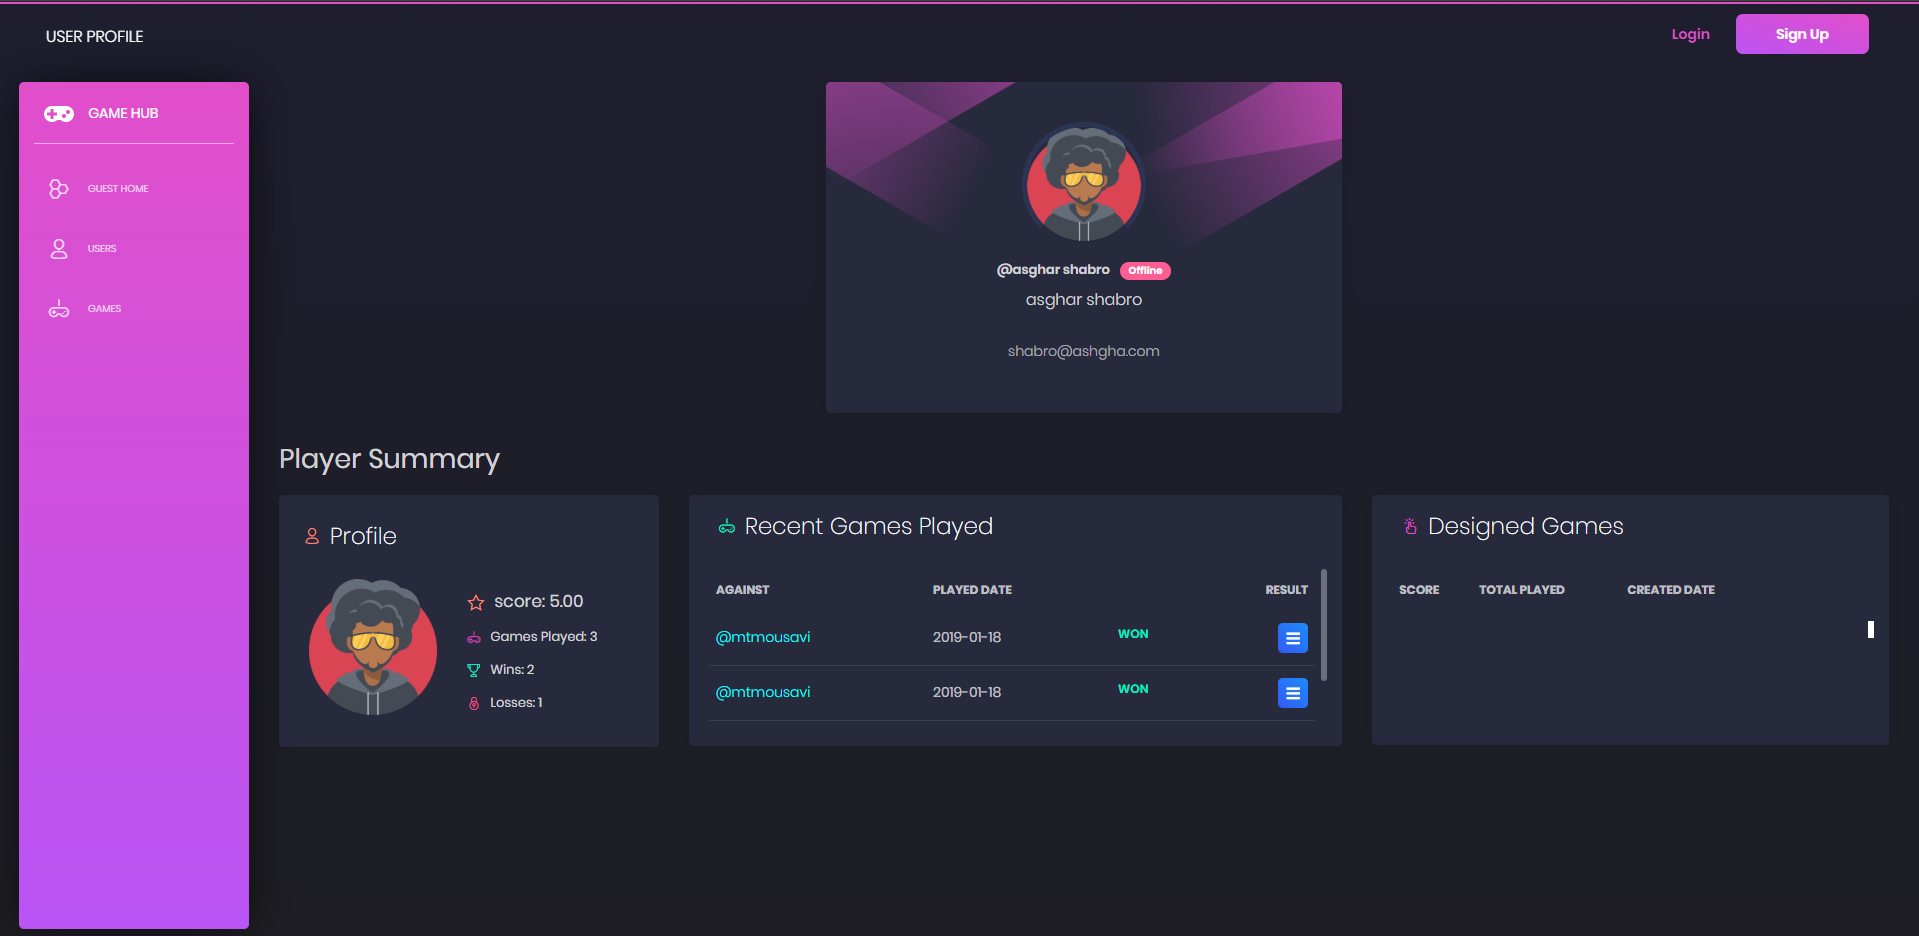 USER PROFILE
Login
Sign Up
GAME HUB
GUEST HOME
USERS
GAMES
@asghar shabro Offline
asghar shabro
shabro@ashgha.com
Player Summary
Profile
score: 5.00
Games Played: 3
Wins: 2
Losses: 1
Recent Games Played
AGAINST PLAYED DATE RESULT
@mtmousavi 2019-01-18 WON
@mtmousavi 2019-01-18 WON
Designed Games
SCORE TOTAL PLAYED CREATED DATE